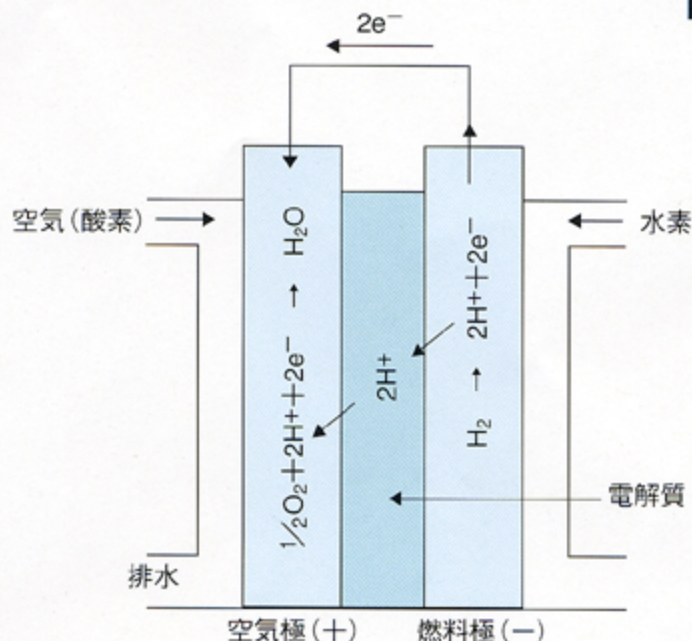 2e⁻
空気(酸素)
水素
½O₂+2H⁺+2e⁻ → H₂O
2H⁺
H₂ → 2H⁺+2e⁻
電解質
排水
空気極(+)
燃料極(−)